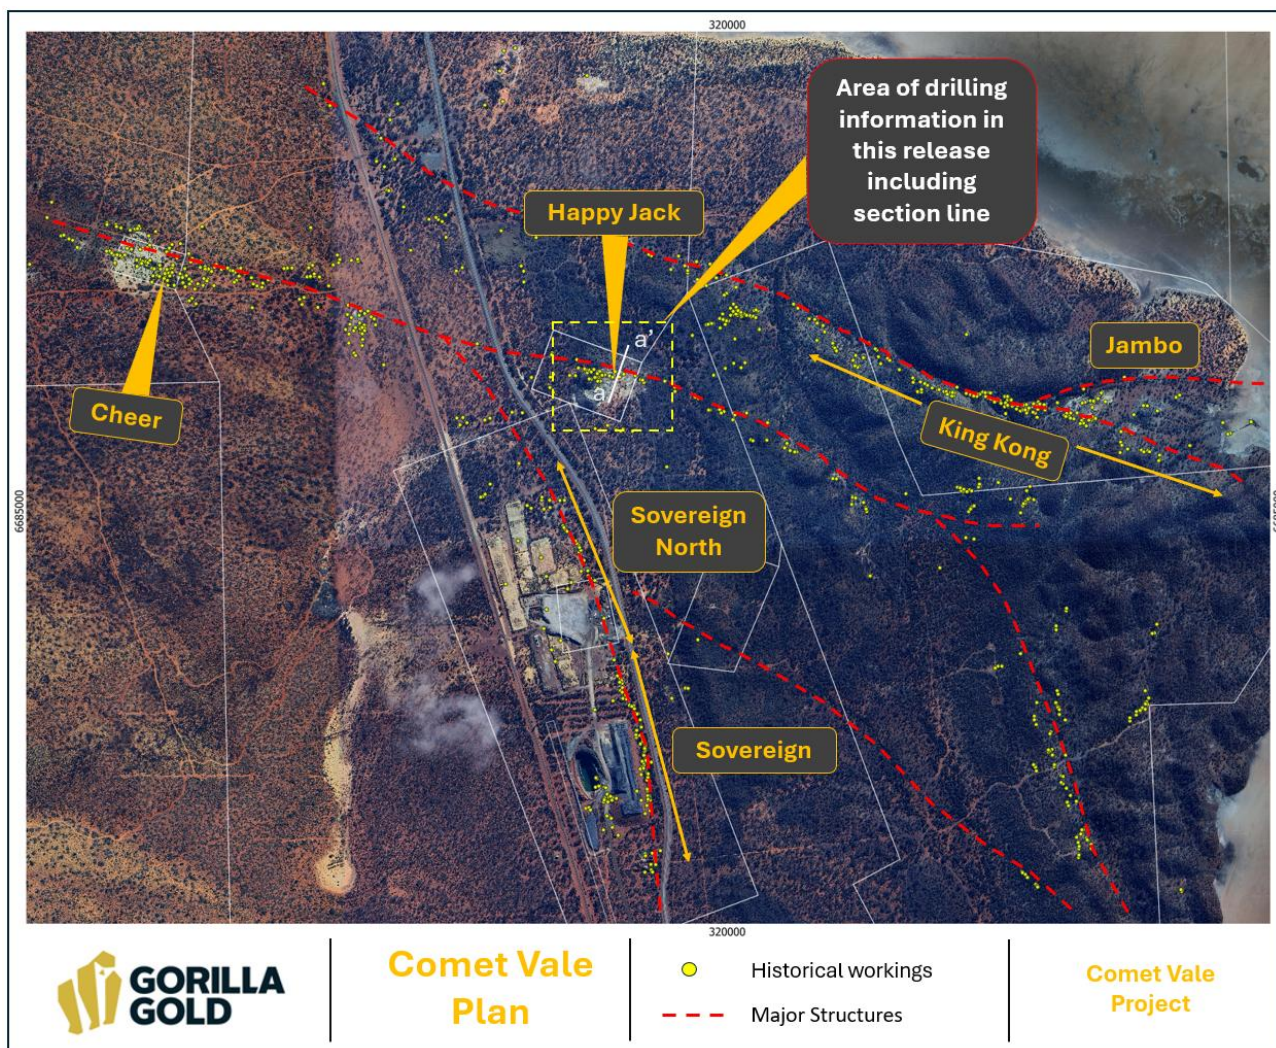 320000
Area of drilling
information in
this release
including
section line
Happy Jack
a'
a
Jambo
Cheer
King Kong
6685000
6685000
Sovereign
North
Sovereign
320000
GORILLA
GOLD
Comet Vale
Plan
Historical workings
Major Structures
Comet Vale
Project